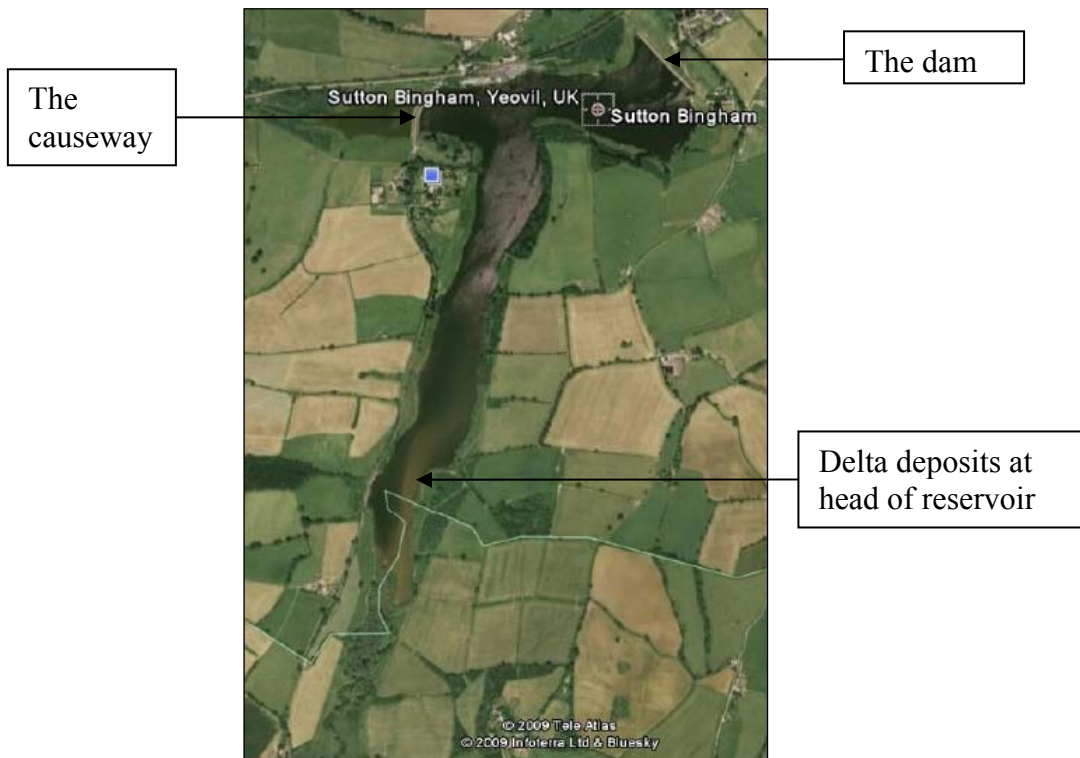 The dam
The
causeway
Sutton Bingham, Yeovil, UK
Sutton Bingham
Delta deposits at
head of reservoir
© 2009 Tele Atlas
© 2009 Infoterra Ltd & Bluesky